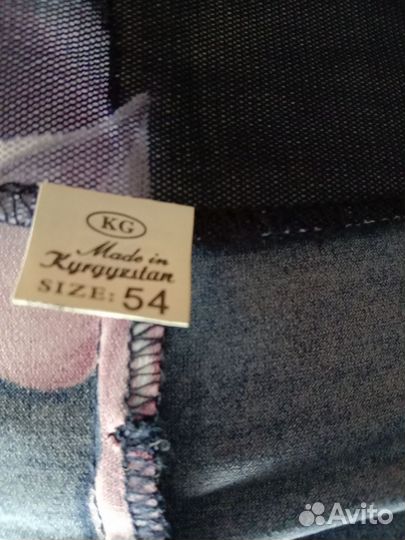 KG
Made in
Kyrgyzstan
SIZE: 54
Avito